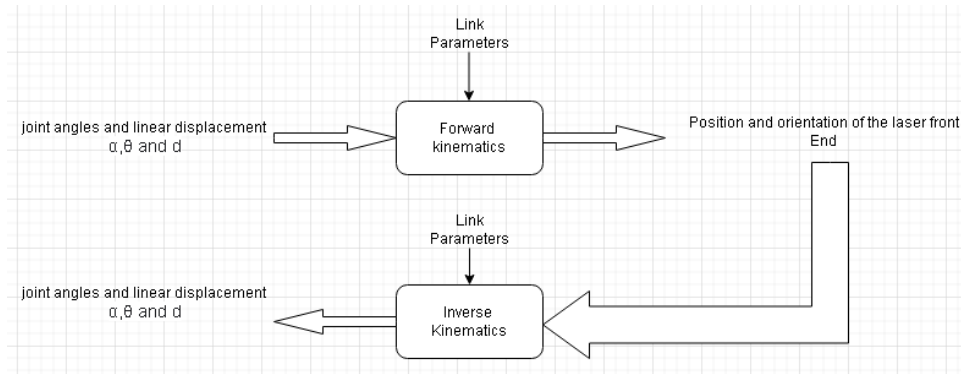 Link
Parameters
joint angles and linear displacement
α,θ and d
Forward
kinematics
Position and orientation of the laser front
End
Link
Parameters
joint angles and linear displacement
α,θ and d
Inverse
Kinematics